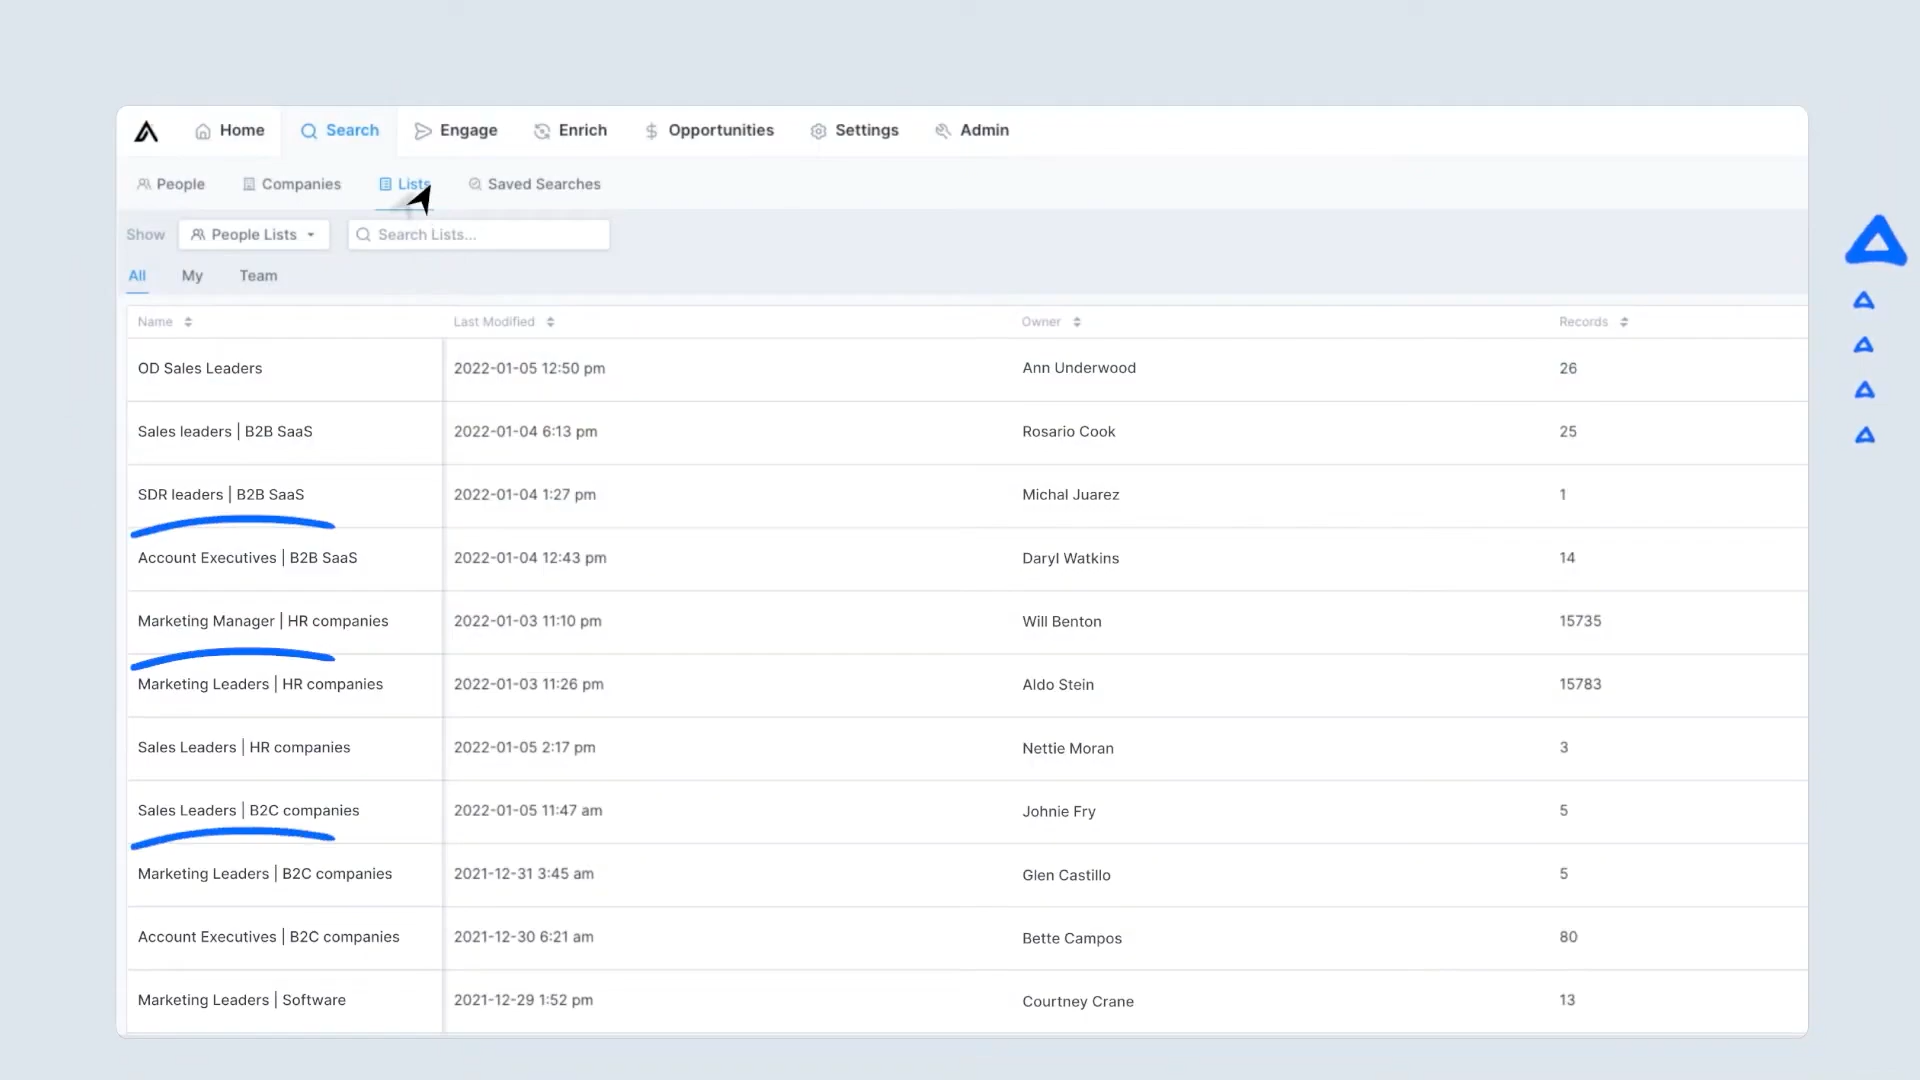 Home Search Engage Enrich Opportunities Settings Admin
People Companies Lists Saved Searches
Show People Lists Search Lists...
All My Team
Name Last Modified Owner Records
OD Sales Leaders 2022-01-05 12:50 pm Ann Underwood 26
Sales leaders | B2B SaaS 2022-01-04 6:13 pm Rosario Cook 25
SDR leaders | B2B SaaS 2022-01-04 1:27 pm Michal Juarez 1
Account Executives | B2B SaaS 2022-01-04 12:43 pm Daryl Watkins 14
Marketing Manager | HR companies 2022-01-03 11:10 pm Will Benton 15735
Marketing Leaders | HR companies 2022-01-03 11:26 pm Aldo Stein 15783
Sales Leaders | HR companies 2022-01-05 2:17 pm Nettie Moran 3
Sales Leaders | B2C companies 2022-01-05 11:47 am Johnie Fry 5
Marketing Leaders | B2C companies 2021-12-31 3:45 am Glen Castillo 5
Account Executives | B2C companies 2021-12-30 6:21 am Bette Campos 80
Marketing Leaders | Software 2021-12-29 1:52 pm Courtney Crane 13